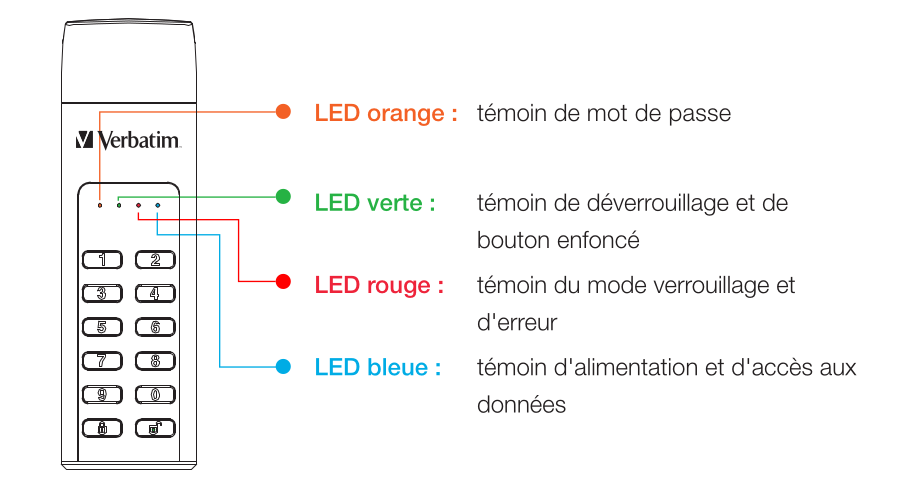 Verbatim.
LED orange : témoin de mot de passe
LED verte : témoin de déverrouillage et de
bouton enfoncé
LED rouge : témoin du mode verrouillage et
d'erreur
LED bleue : témoin d'alimentation et d'accès aux
données
1 2
3 4
5 6
7 8
9 0